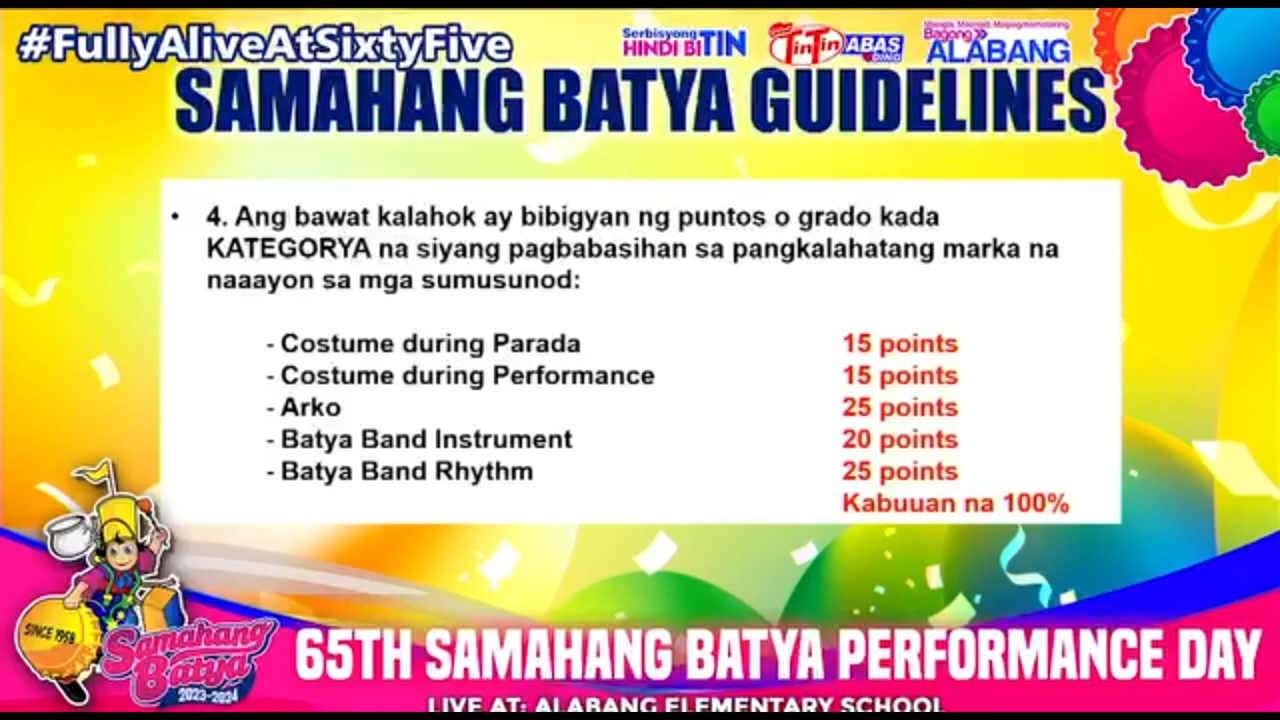 #FullyAliveAtSixtyFive
Serbisyong
HINDI BITIN
TinTin ABAS
Bagong
ALABANG
SAMAHANG BATYA GUIDELINES
• 4. Ang bawat kalahok ay bibigyan ng puntos o grado kada
KATEGORYA na siyang pagbabasihan sa pangkalahatang marka na
naaayon sa mga sumusunod:
- Costume during Parada 15 points
- Costume during Performance 15 points
- Arko 25 points
- Batya Band Instrument 20 points
- Batya Band Rhythm 25 points
Kabuuan na 100%
SINCE 1958
Samahang
Batya
2023-2024
65TH SAMAHANG BATYA PERFORMANCE DAY
LIVE AT: ALABANG ELEMENTARY SCHOOL